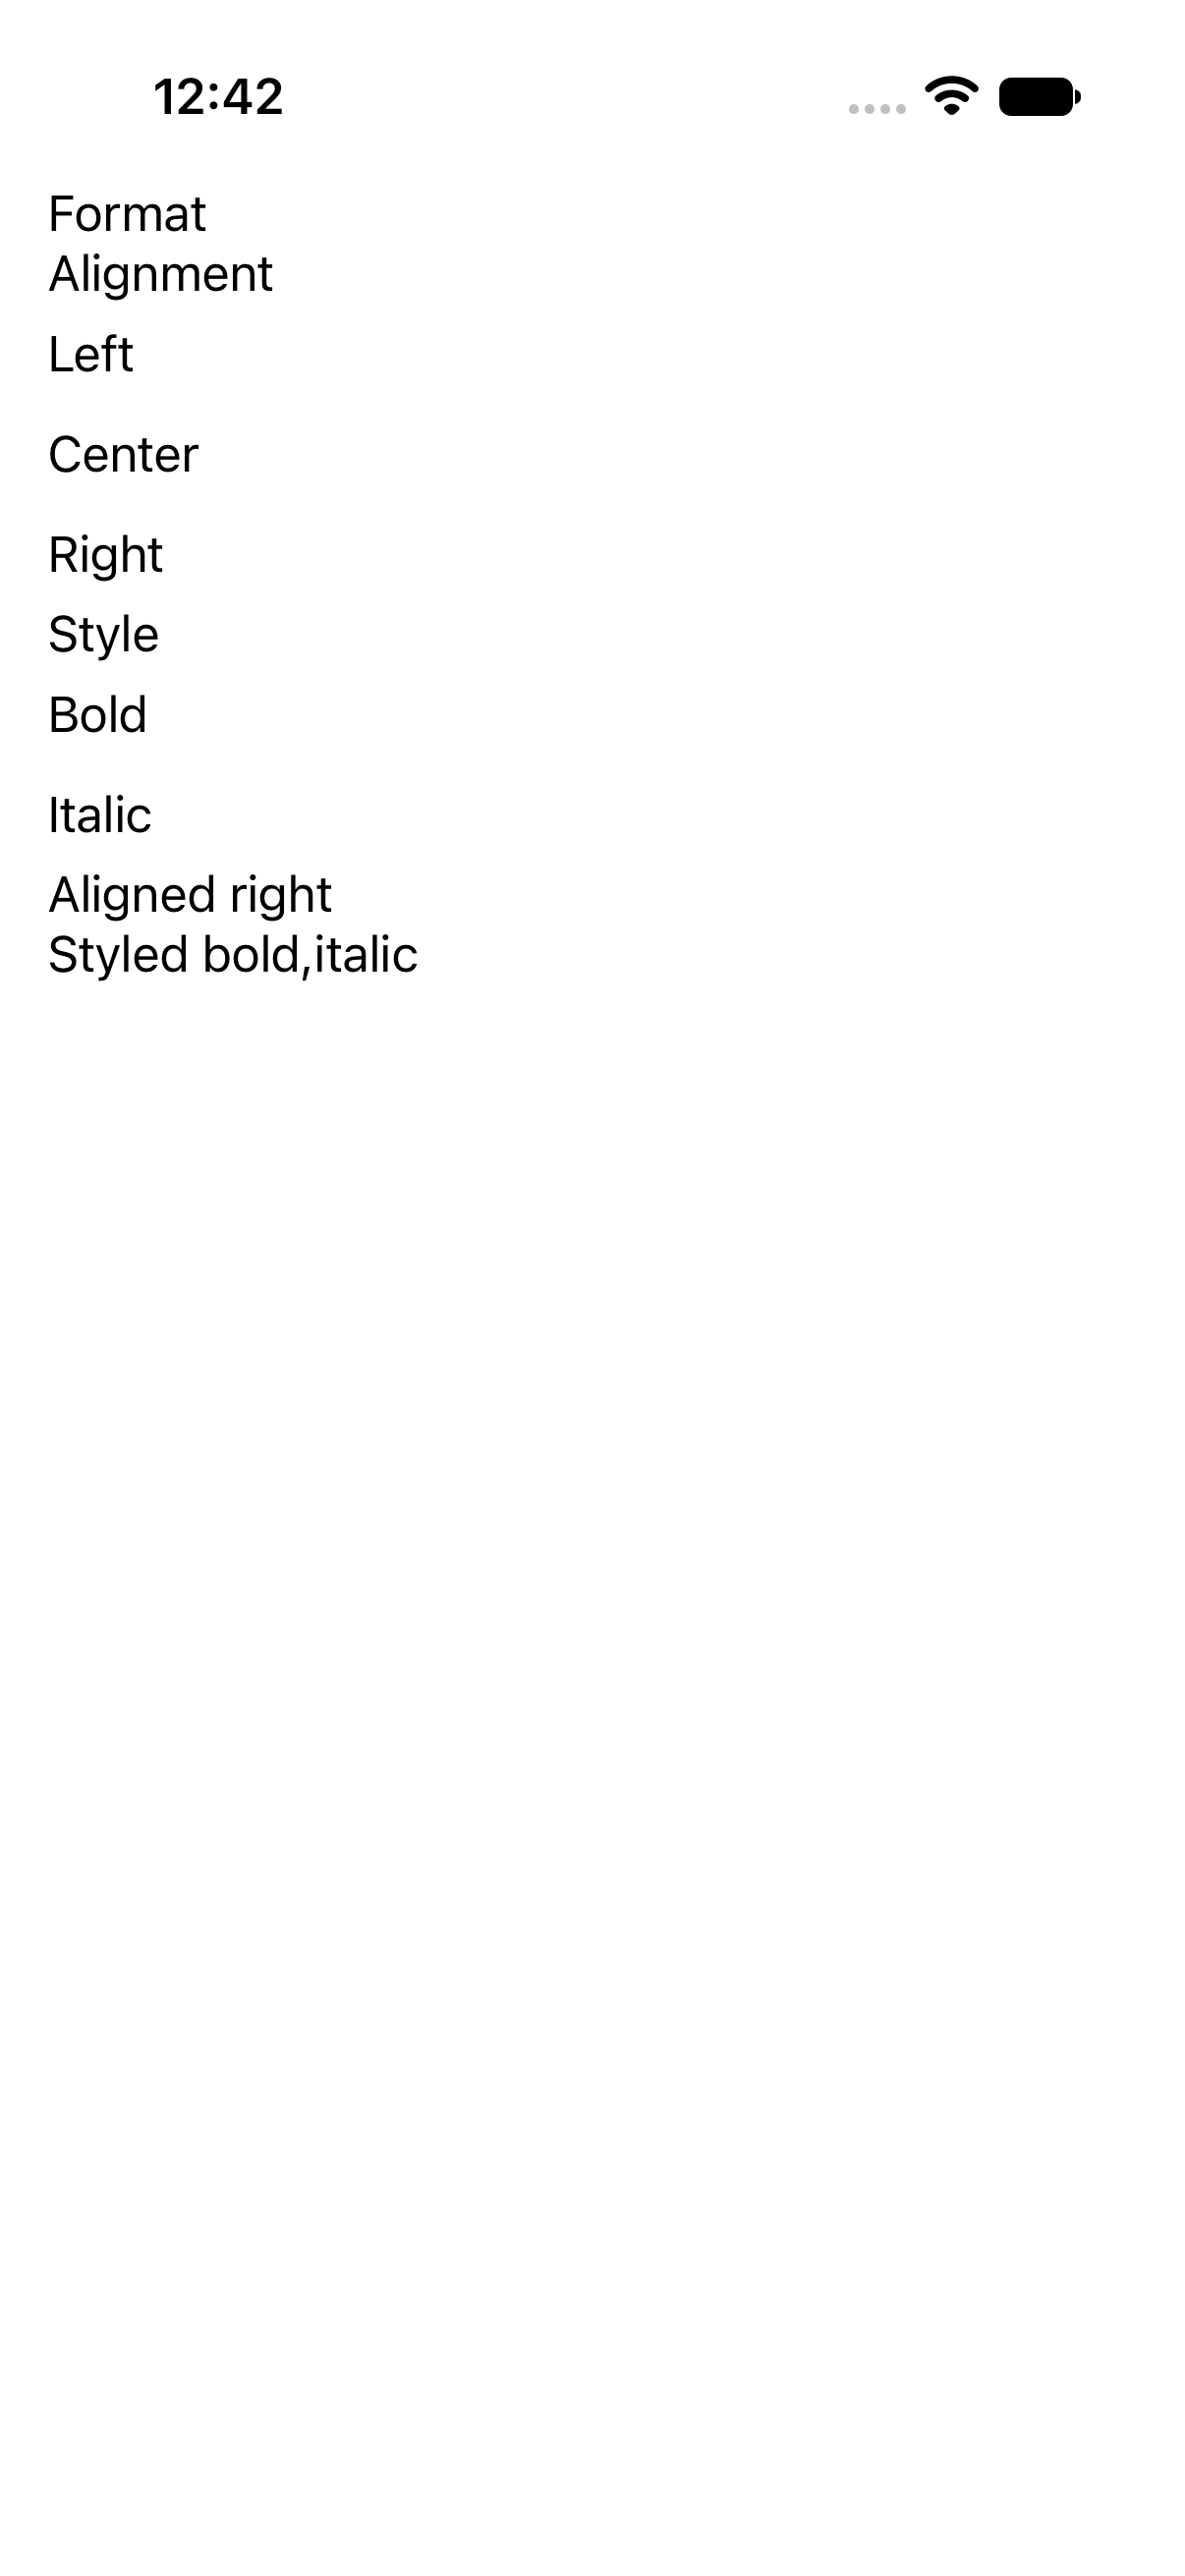 12:42
Format
Alignment
Left
Center
Right
Style
Bold
Italic
Aligned right
Styled bold,italic